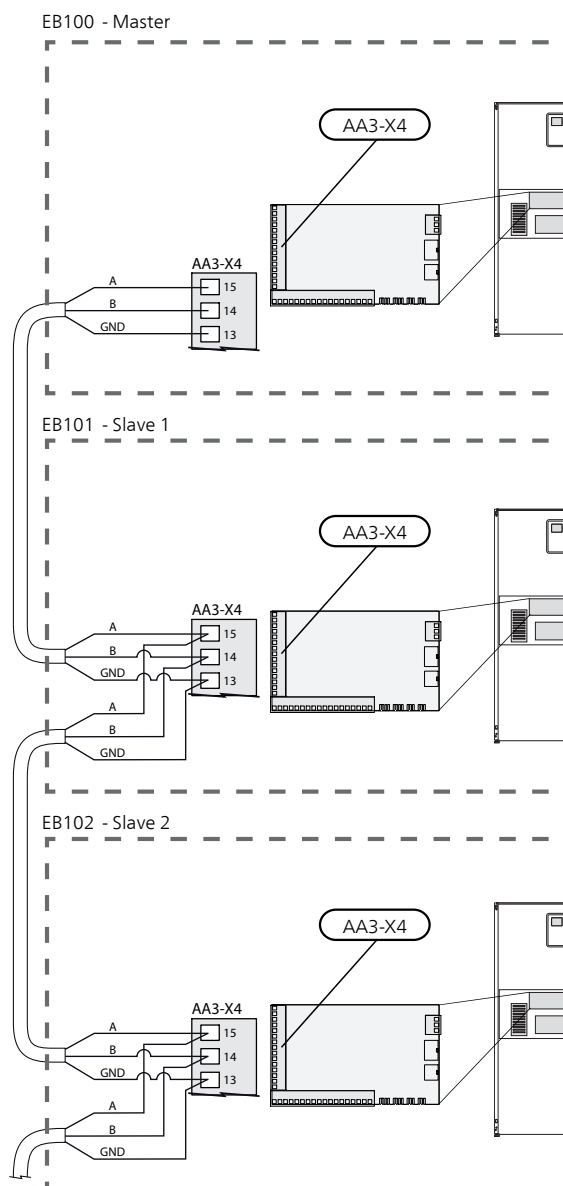 EB100 - Master
AA3-X4
AA3-X4
A
15
B
14
GND
13
EB101 - Slave 1
AA3-X4
AA3-X4
A
15
B
14
GND
13
A
B
GND
EB102 - Slave 2
AA3-X4
AA3-X4
A
15
B
14
GND
13
A
B
GND